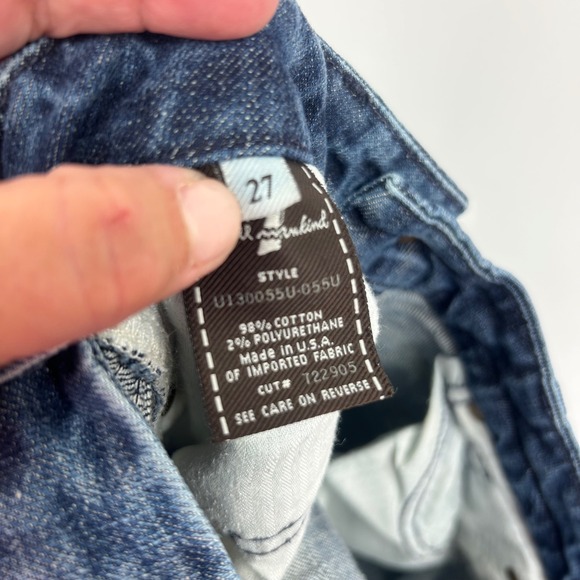 27
mankind
STYLE
U130055U-055U
98% COTTON
2% POLYURETHANE
Made in U.S.A.
OF IMPORTED FABRIC
CUT# 722905
SEE CARE ON REVERSE